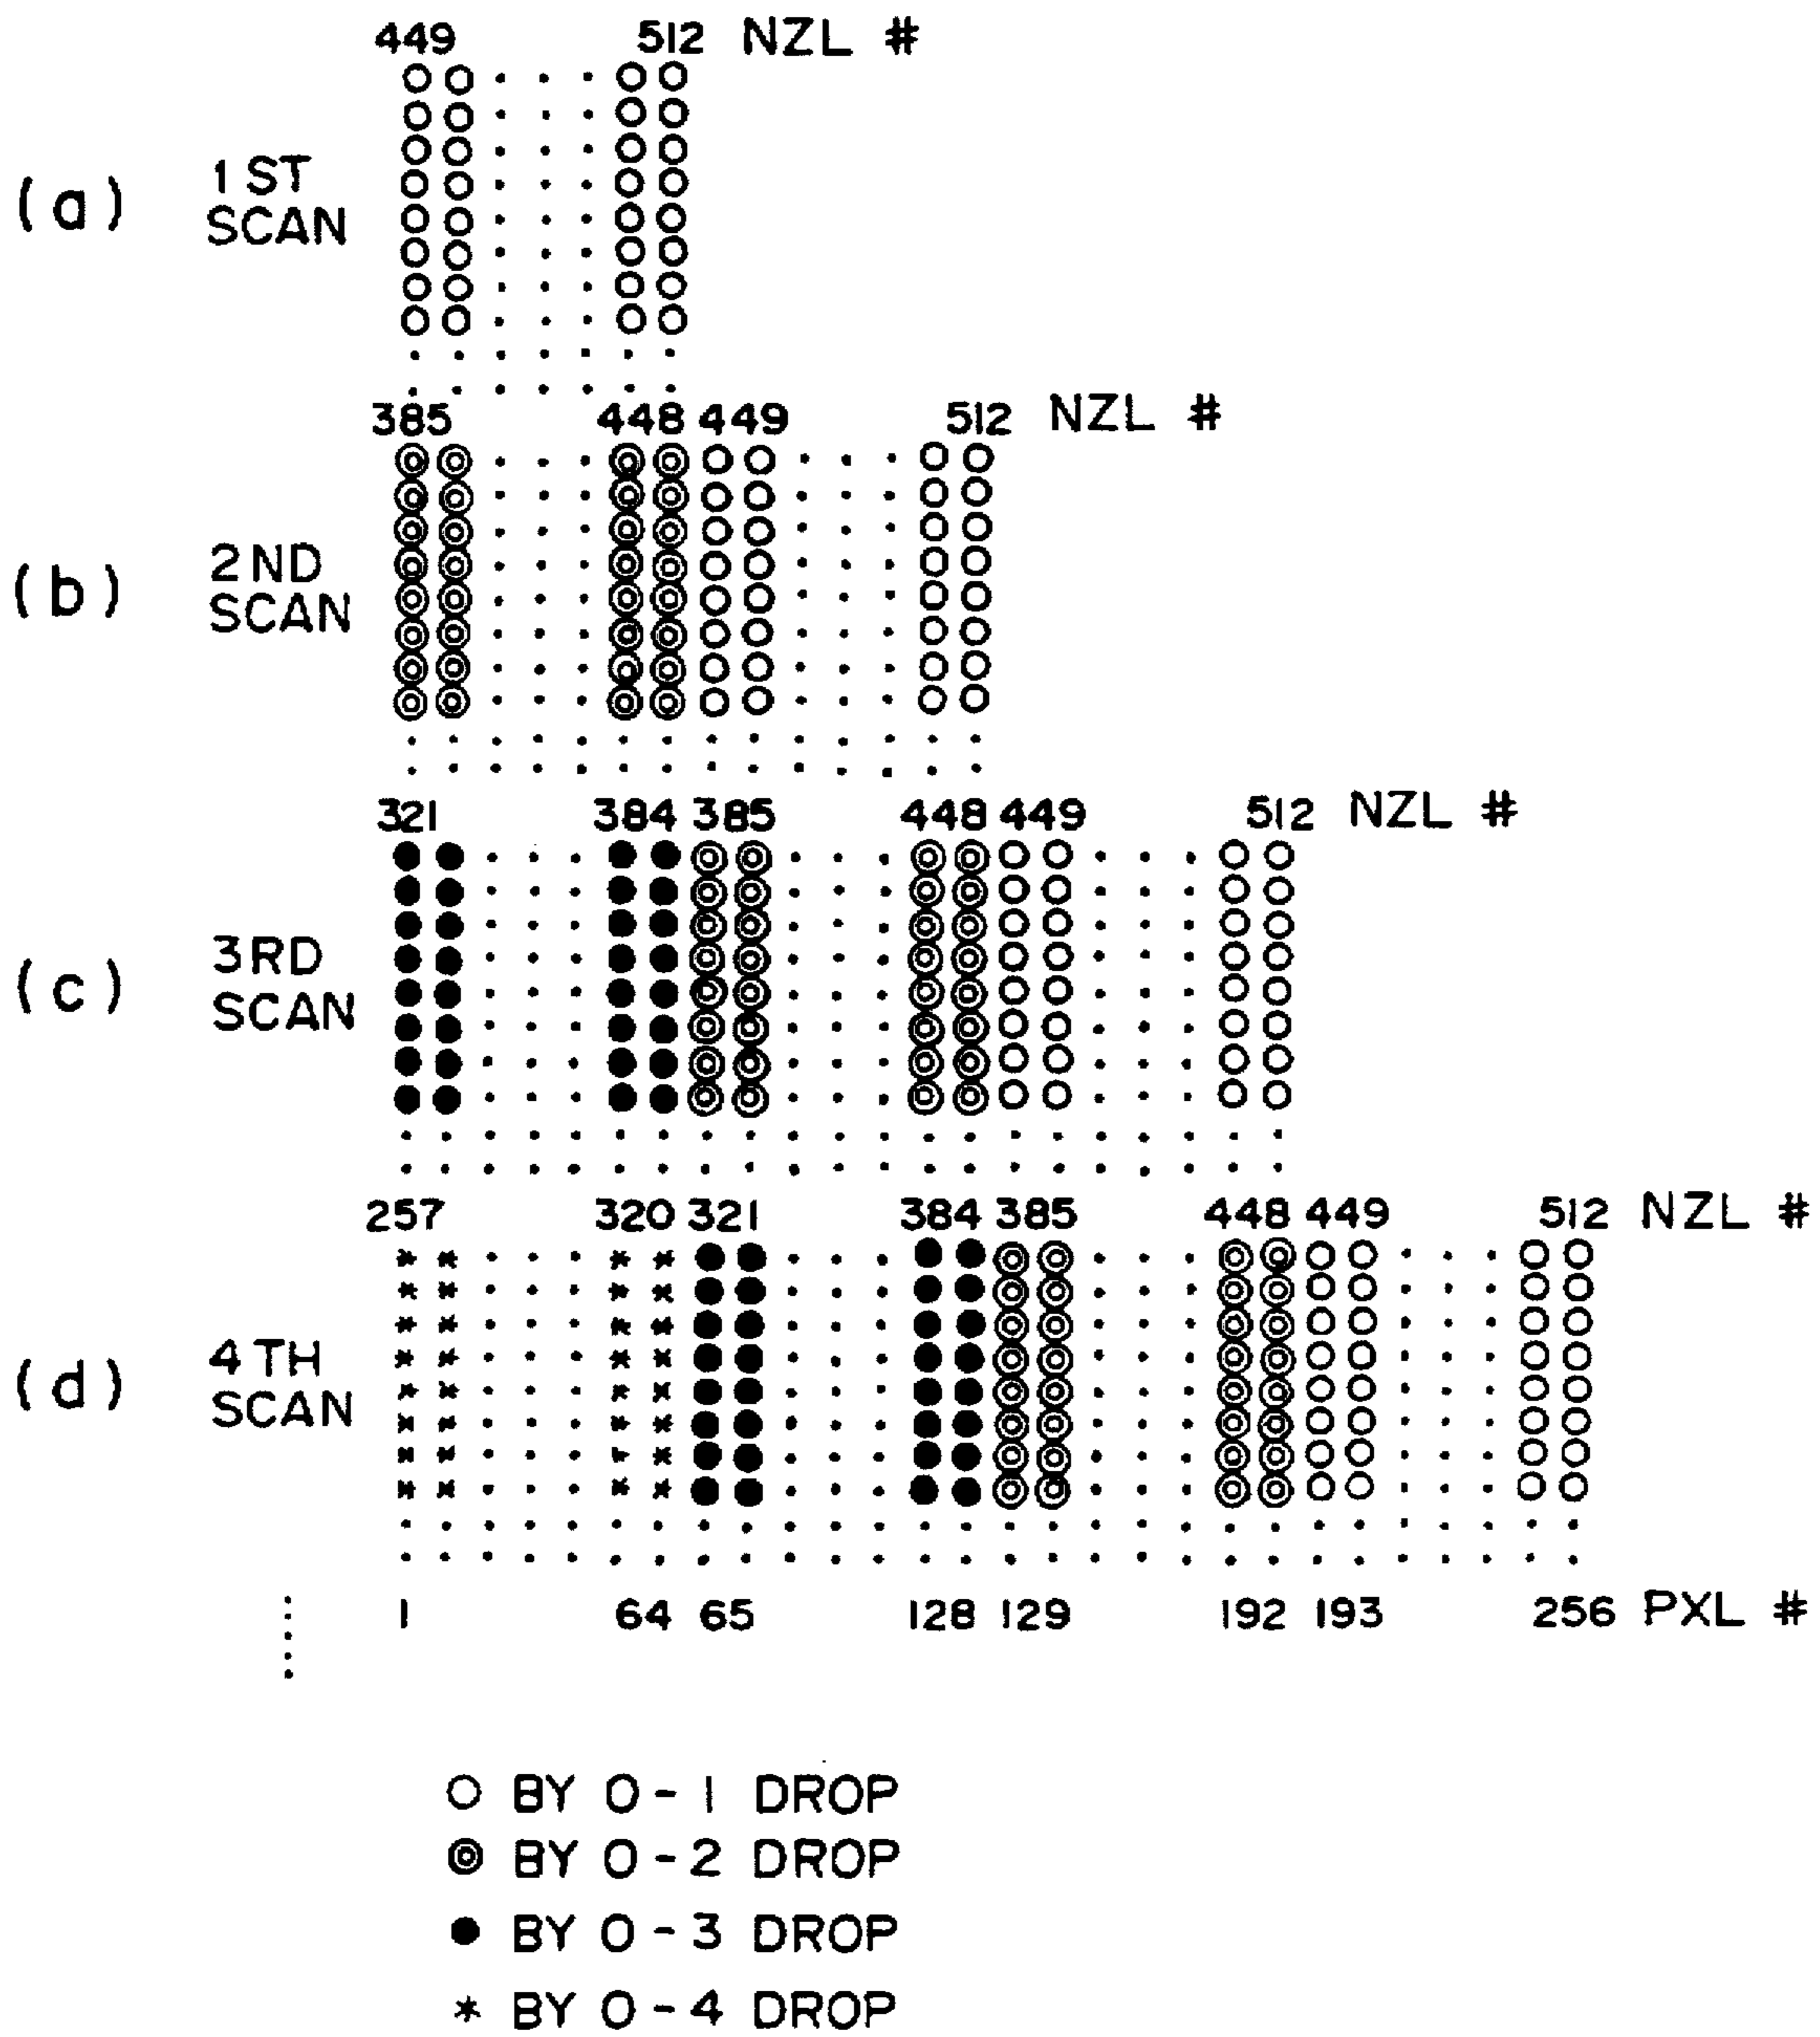 449 512 NZL #
(a) 1ST SCAN
385 448 449 512 NZL #
(b) 2ND SCAN
321 384 385 448 449 512 NZL #
(c) 3RD SCAN
257 320 321 384 385 448 449 512 NZL #
(d) 4TH SCAN
1 64 65 128 129 192 193 256 PXL #
BY 0-1 DROP
BY 0-2 DROP
BY 0-3 DROP
BY 0-4 DROP